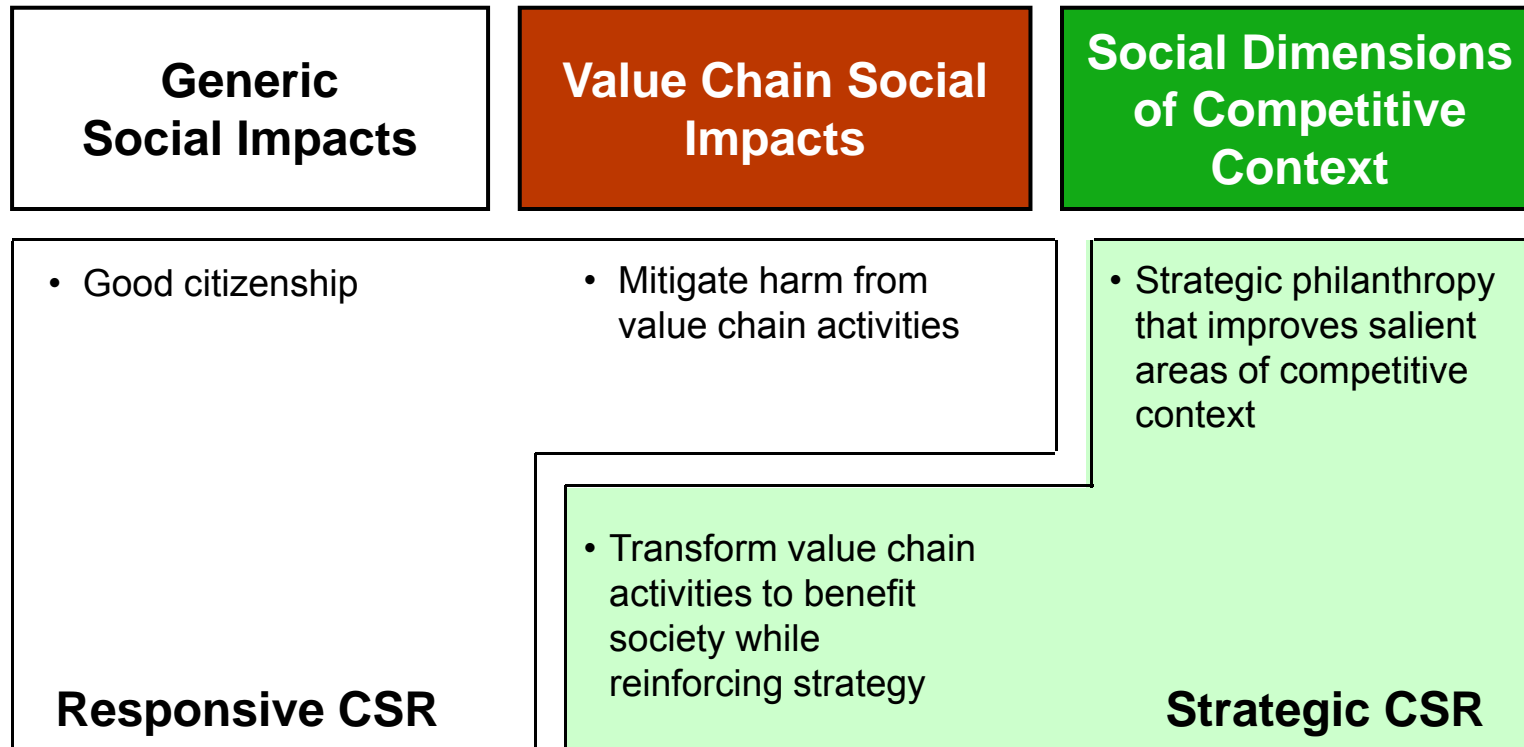 Generic
Social Impacts
Value Chain Social
Impacts
Social Dimensions
of Competitive
Context
• Good citizenship
• Mitigate harm from
value chain activities
• Strategic philanthropy
that improves salient
areas of competitive
context
• Transform value chain
activities to benefit
society while
reinforcing strategy
Responsive CSR
Strategic CSR